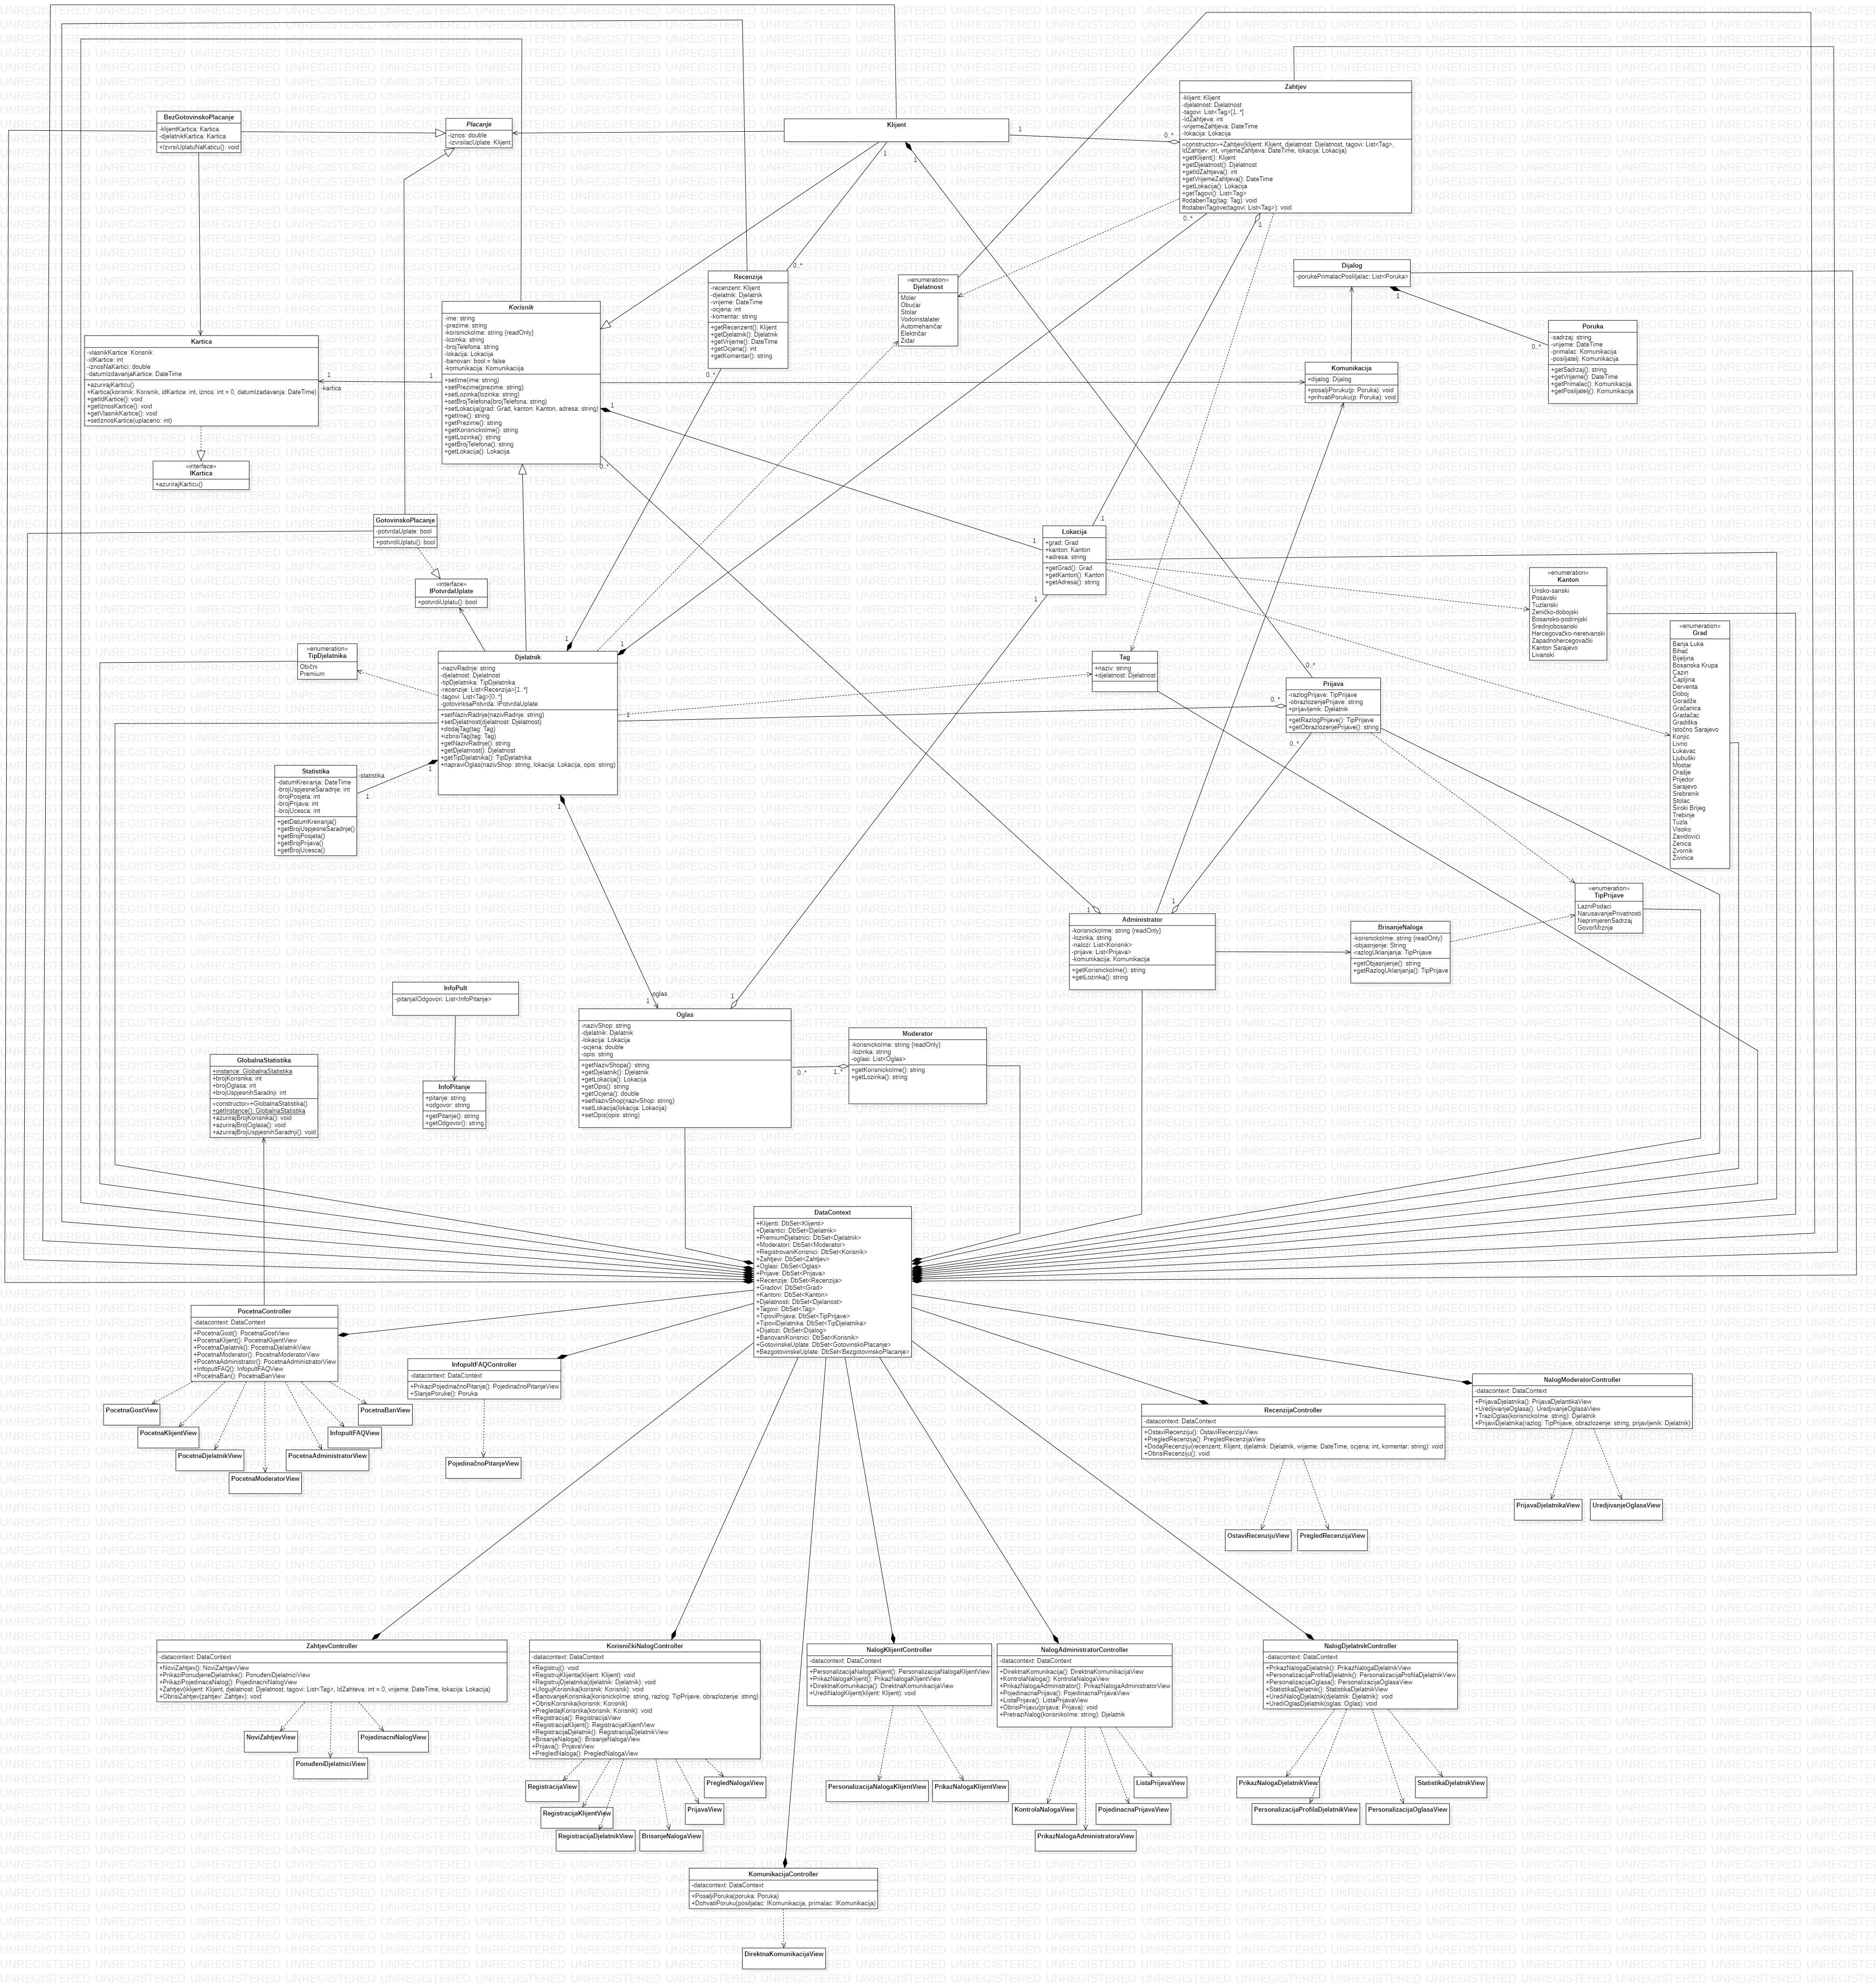 BezGotovinskoPlacanje
-klijentKartica: Kartica
-djelatnikKartica: Kartica
+IzvrsiUplatuNaKaticu(): void
Placanje
-iznos: double
-izvrsilacUplate: Klijent
Klijent
Zahtjev
-klijent: Klijent
-djelatnost: Djelatnost
-tagovi: List<Tag>[1..*]
-IdZahtjeva: int
-vrijemeZahtjeva: DateTime
-lokacija: Lokacija
«constructor»+Zahtjev(klijent: Klijent, djelatnost: Djelatnost, tagovi: List<Tag>,
IdZahtjev: int, vrijemeZahtjeva: DateTime, lokacija: Lokacija)
+getKlijent(): Klijent
+getDjelatnost(): Djelatnost
+getIdZahtjeva(): int
+getVrijemeZahtjeva(): DateTime
+getLokacija(): Lokacija
+getTagovi(): List<Tag>
#odaberiTag(tag: Tag): void
#odaberiTagove(tagovi: List<Tag>): void
Recenzija
-recenzent: Klijent
-djelatnik: Djelatnik
-vrijeme: DateTime
-ocjena: int
-komentar: string
+getRecenzent(): Klijent
+getDjelatnik(): Djelatnik
+getVrijeme(): DateTime
+getOcjena(): int
+getKomentar(): string
«enumeration»
Djelatnost
Moler
Obučar
Stolar
Vodoinstalater
Automehaničar
Električar
Zidar
Dijalog
-porukePrimalacPosliljalac: List<Poruka>
Poruka
-sadrzaj: string
-vrijeme: DateTime
-primalac: Komunikacija
-posiljatelj: Komunikacija
+getSadrzaj(): string
+getVrijeme(): DateTime
+getPrimalac(): Komunikacija
+getPosiljatelj(): Komunikacija
Korisnik
-ime: string
-prezime: string
-korisnickoIme: string {readOnly}
-lozinka: string
-brojTelefona: string
-lokacija: Lokacija
-banovan: bool = false
-komunikacija: Komunikacija
+setIme(ime: string)
+setPrezime(prezime: string)
+setLozinka(lozinka: string)
+setBrojTelefona(brojTelefona: string)
+setLokacija(grad: Grad, kanton: Kanton, adresa: string)
+getIme(): string
+getPrezime(): string
+getKorisnickoIme(): string
+getLozinka(): string
+getBrojTelefona(): string
+getLokacija(): Lokacija
Kartica
-vlasnikKartice: Korisnik
-idKartice: int
-iznosNaKartici: double
-datumIzdavanjaKartice: DateTime
+azurirajKarticu()
+Kartica(korisnik: Korisnik, idKartice: int, iznos: int = 0, datumIzdavanja: DateTime)
+getIdKartice(): void
+getIznosKartice(): void
+getVlasnikKartice(): void
+setIznosKartice(uplaceno: int)
-kartica
«interface»
IKartica
+azurirajKarticu()
Komunikacija
+dijalog: Dijalog
+posaljiPoruku(p: Poruka): void
+prihvatiPoruku(p: Poruka): void
GotovinskoPlacanje
-potvrdaUplate: bool
+potvrdiUplatu(): bool
«interface»
IPotvrdaUplate
+potvrdiUplatu(): bool
Lokacija
+grad: Grad
+kanton: Kanton
+adresa: string
+getGrad(): Grad
+getKanton(): Kanton
+getAdresa(): string
«enumeration»
Kanton
Unsko-sanski
Posavski
Tuzlanski
Zeničko-dobojski
Bosansko-podrinjski
Srednjobosanski
Hercegovačko-neretvanski
Zapadnohercegovački
Kanton Sarajevo
Livanski
«enumeration»
Grad
Banja Luka
Bihać
Bijeljina
Bosanska Krupa
Cazin
Čapljina
Derventa
Doboj
Goražde
Gračanica
Gradačac
Gradiška
Istočno Sarajevo
Konjic
Livno
Lukavac
Ljubuški
Mostar
Orašje
Prijedor
Sarajevo
Srebrenik
Stolac
Široki Brijeg
Trebinje
Tuzla
Visoko
Zavidovići
Zenica
Zvornik
Živinice
«enumeration»
TipDjelatnika
Obični
Premium
Djelatnik
-nazivRadnje: string
-djelatnost: Djelatnost
-tipDjelatnika: TipDjelatnika
-recenzije: List<Recenzija>[1..*]
-tagovi: List<Tag>[0..*]
-gotovinksaPotvrda: IPotvrdaUplate
+setNazivRadnje(nazivRadnje: string)
+setDjelatnost(djelatnost: Djelatnost)
+dodajTag(tag: Tag)
+izbrisiTag(tag: Tag)
+getNazivRadnje(): string
+getDjelatnost(): Djelatnost
+getTipDjelatnika(): TipDjelatnika
+napraviOglas(nazivShop: string, lokacija: Lokacija, opis: string)
Tag
+naziv: string
+djelatnost: Djelatnost
Prijava
-razlogPrijave: TipPrijave
-obrazlozenjePrijave: string
+prijavljenik: Djelatnik
+getRazlogPrijave(): TipPrijave
+getObrazlozenjePrijave(): string
Statistika
-datumKreiranja: DateTime
-brojUspjesneSaradnje: int
-brojPosjeta: int
-brojPrijava: int
-brojUcesca: int
+getDatumKreiranja()
+getBrojUspjesneSaradnje()
+getBrojPosjeta()
+getBrojPrijava()
+getBrojUcesca()
-statistika
«enumeration»
TipPrijave
LazniPodaci
NarusavanjePrivatnosti
NeprimjerenSadrzaj
GovorMrznje
Administrator
-korisnickoIme: string {readOnly}
-lozinka: string
-nalozi: List<Korisnik>
-prijave: List<Prijava>
-komunikacija: Komunikacija
+getKorisnickoIme(): string
+getLozinka(): string
BrisanjeNaloga
-korisnickoIme: string {readOnly}
-objasnjenje: String
-razlogUklanjanja: TipPrijave
+getObjasnjenje(): string
+getRazlogUklanjanja(): TipPrijave
InfoPult
-pitanjaIOdgovori: List<InfoPitanje>
-oglas
Oglas
-nazivShop: string
-djelatnik: Djelatnik
-lokacija: Lokacija
-ocjena: double
-opis: string
+getNazivShopa(): string
+getDjelatnik(): Djelatnik
+getLokacija(): Lokacija
+getOpis(): string
+getOcjena(): double
+setNazivShop(nazivShop: string)
+setLokacija(lokacija: Lokacija)
+setOpis(opis: string)
Moderator
-korisnickoIme: string {readOnly}
-lozinka: string
-oglasi: List<Oglas>
+getKorisnickoIme(): string
+getLozinka(): string
GlobalnaStatistika
+instance: GlobalnaStatistika
+brojKorisnika: int
+brojOglasa: int
+brojUspjesnihSaradnji: int
«constructor»+GlobalnaStatistika()
+getInstance(): GlobalnaStatistika
+azurirajBrojKorisnika(): void
+azurirajBrojOglasa(): void
+azurirajBrojUspjesnihSaradnji(): void
InfoPitanje
+pitanje: string
+odgovor: string
+getPitanje(): string
+getOdgovor(): string
DataContext
+Klijenti: DbSet<Klijenti>
+Djelantici: DbSet<Djelatnik>
+PremiumDjelatnici: DbSet<Djelatnik>
+Moderatori: DbSet<Moderator>
+RegistrovaniKorisnici: DbSet<Korisnik>
+Zahtjevi: DbSet<Zahtjev>
+Oglasi: DbSet<Oglas>
+Prijave: DbSet<Prijava>
+Recenzije: DbSet<Recenzija>
+Gradovi: DbSet<Grad>
+Kantoni: DbSet<Kanton>
+Djelatnosti: DbSet<Djelanost>
+Tagovi: DbSet<Tag>
+TipoviPrijava: DbSet<TipPrijave>
+TipoviDjelatnika: DbSet<TipDjelatnika>
+Dijalozi: DbSet<Dijalog>
+BanovaniKorisnici: DbSet<Korisnik>
+GotovinskeUplate: DbSet<GotovinskoPlacanje>
+BezgotovinskeUplate: DbSet<BezgotovinskoPlacanje>
PocetnaController
-datacontext: DataContext
+PocetnaGost(): PocetnaGostView
+PocetnaKlijent(): PocetnaKlijentView
+PocetnaDjelatnik(): PocetnaDjelatnikView
+PocetnaModerator(): PocetnaModeratorView
+PocetnaAdministrator(): PocetnaAdministratorView
+InfopultFAQ(): InfopultFAQView
+PocetnaBan(): PocetnaBanView
PocetnaGostView
PocetnaBanView
PocetnaKlijentView
InfopultFAQView
PocetnaDjelatnikView
PocetnaAdministratorView
PocetnaModeratorView
InfopultFAQController
-datacontext: DataContext
+PrikaziPojedinačnoPitanje(): PojedinačnoPitanjeView
+SlanjePoruke(): Poruka
PojedinačnoPitanjeView
RecenzijaController
-datacontext: DataContext
+OstaviRecenziju(): OstaviRecenzijuView
+PregledRecenzija(): PregledRecenzijaView
+DodajRecenziju(recenzent: Klijent, djelatnik: Djelatnik, vrijeme: DateTime, ocjena: int, komentar: string): void
+ObrisiRecenziju(): void
OstaviRecenzijuView
PregledRecenzijaView
NalogModeratorController
-datacontext: DataContext
+PrijavaDjelatnika(): PrijavaDjelantikaView
+UredjivanjeOglasa(): UredjivanjeOglasaView
+TraziOglas(korisnickoIme: string): Djelatnik
+PrijaviDjelatnika(razlog: TipPrijave, obrazlozenje: string, prijavljenik: Djelatnik)
PrijavaDjelatnikaView
UredjivanjeOglasaView
ZahtjevController
-datacontext: DataContext
+NoviZahtjev(): NoviZahtjevView
+PrikaziPonudjeneDjelatnike(): PonuđeniDjelatniciView
+PrikaziPojedinacaNalog(): PojedinacniNalogView
+Zahtjev(klijent: Klijent, djelatnost: Djelatnost, tagovi: List<Tag>, IdZahteva: int = 0, vrijeme: DateTime, lokacija: Lokacija)
+ObrisiZahtjev(zahtjev: Zahtjev): void
NoviZahtjevView
PojedinacniNalogView
PonuđeniDjelatniciView
KorisničkiNalogController
-datacontext: DataContext
+Registruj(): void
+RegistrujKlijenta(klijent: Klijent): void
+RegistrujDjelatnika(djelatnik: Djelatnik): void
+UlogujKorisnika(korisnik: Korisnik): void
+BanovanjeKorisnika(korisnickoIme: string, razlog: TipPrijave, obrazlozenje: string)
+ObrisiKorisnika(korisnik: Korisnik)
+PregledajKorisnika(korisnik: Korisnik): void
+Registracija(): RegistracijaView
+RegistracijaKlijent(): RegistracijaKlijentView
+RegistracijaDjelatnik(): RegistracijaDjelatnikView
+BrisanjeNaloga(): BrisanjeNalogaView
+Prijava(): PrijavaView
+PregledNaloga(): PregledNalogaView
RegistracijaView
PregledNalogaView
RegistracijaKlijentView
PrijavaView
RegistracijaDjelatnikView
BrisanjeNalogaView
NalogKlijentController
-datacontext: DataContext
+PersonalizacijaNalogaKlijent(): PersonalizacijaNalogaKlijentView
+PrikazNalogaKlijent(): PrikazNalogaKlijentView
+DirektnaKomunikacija(): DirektnaKomunikacijaView
+UrediNalogKlijent(klijent: Klijent): void
PersonalizacijaNalogaKlijentView
PrikazNalogaKlijentView
NalogAdministratorController
-datacontext: DataContext
+DirektnaKomunikacija(): DirektnaKomunikacijaView
+KontrolaNaloga(): KontrolaNalogaView
+PrikazNalogaAdministrator(): PrikazNalogaAdministratorView
+PojedinacnaPrijava(): PojedinacnaPrijavaView
+ListaPrijava(): ListaPrijavaView
+ObrisiPrijavu(prijava: Prijava): void
+PretraziNalog(korisnikoIme: string): Djelatnik
ListaPrijavaView
KontrolaNalogaView
PojedinacnaPrijavaView
PrikazNalogaAdministratoraView
NalogDjelatnikController
-datacontext: DataContext
+PrikazNalogaDjelatnik(): PrikazNalogaDjelatnikView
+PersonalizacijaProfilaDjelatnik(): PersonalizacijaProfilaDjelatnikView
+PersonalizacijaOglasa(): PersonalizacijaOglasaView
+StatistikaDjelatnik(): StatistikaDjelatnikView
+UrediNalogDjelatnik(djelatnik: Djelatnik): void
+UrediOglasDjelatnik(oglas: Oglas): void
PrikazNalogaDjelatnikView
StatistikaDjelatnikView
PersonalizacijaProfilaDjelatnikView
PersonalizacijaOglasaView
KomunikacijaController
-datacontext: DataContext
+PosaljiPoruka(poruka: Poruka)
+DohvatiPoruku(posiljalac: IKomunikacija, primalac: IKomunikacija)
DirektnaKomunikacijaView